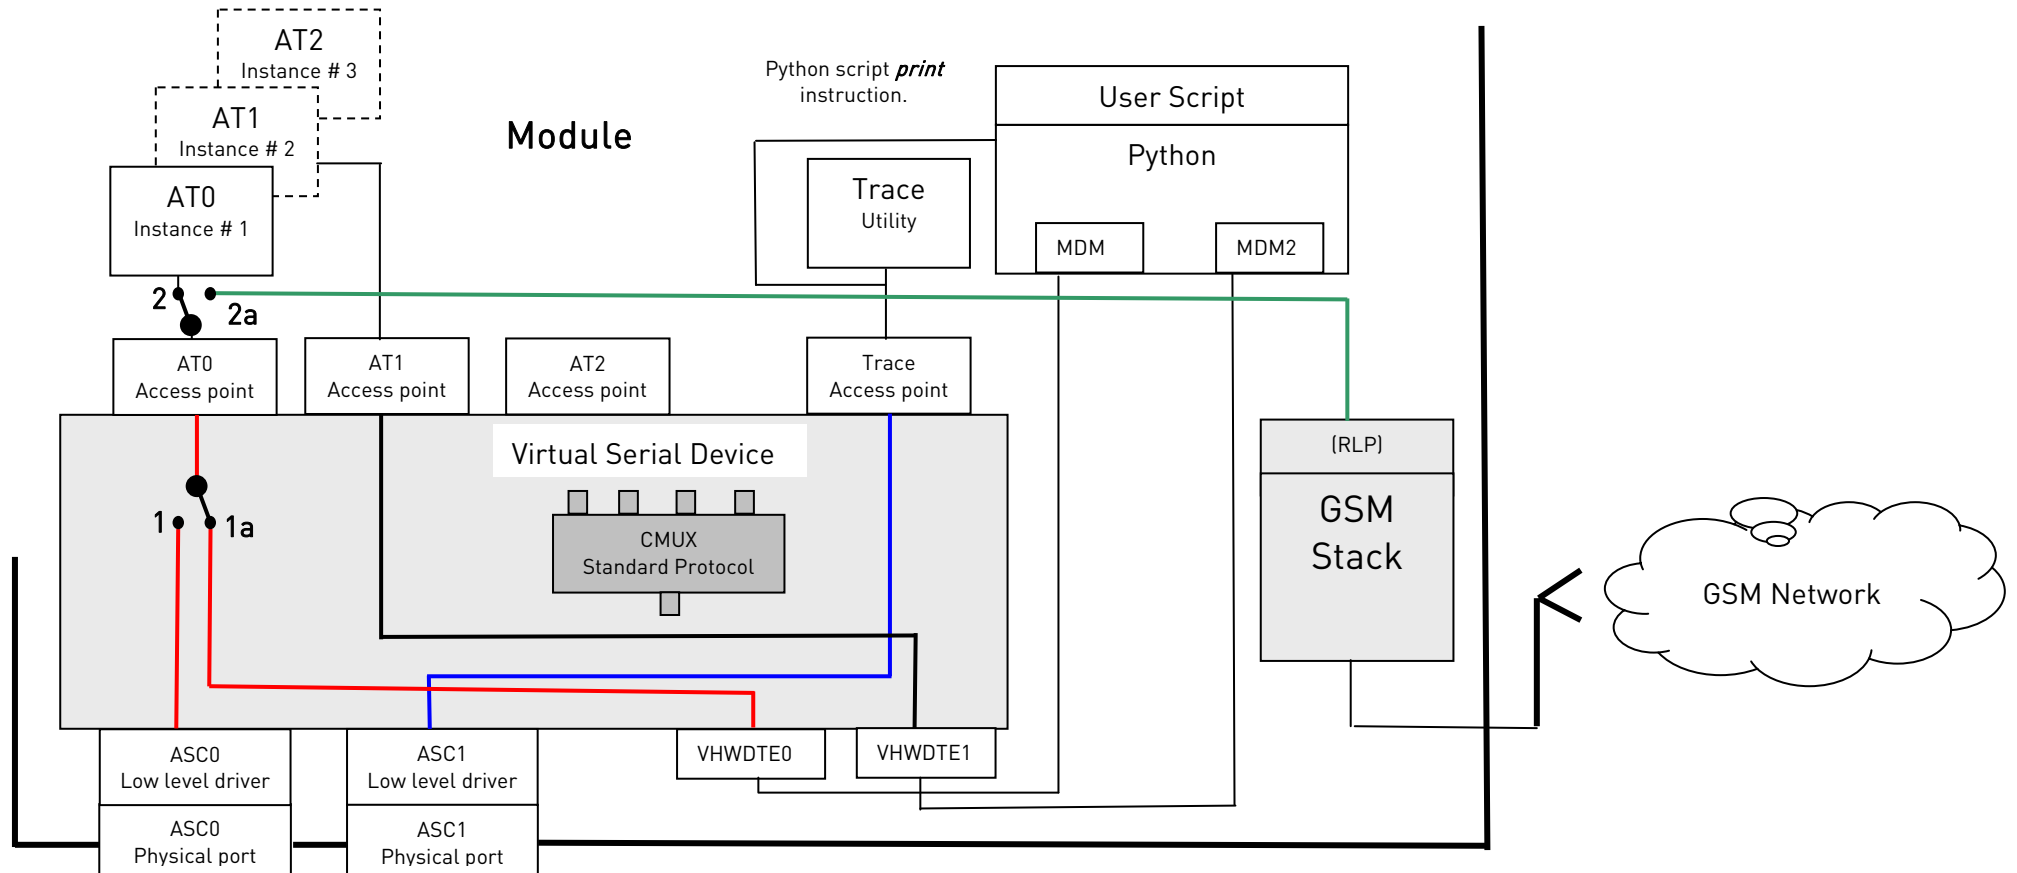 AT2
Instance # 3
AT1
Instance # 2
AT0
Instance # 1
Module
Python script print
instruction.
User Script
Python
Trace
Utility
MDM
MDM2
2
2a
AT0
Access point
AT1
Access point
AT2
Access point
Trace
Access point
Virtual Serial Device
1
1a
CMUX
Standard Protocol
(RLP)
GSM
Stack
GSM Network
ASC0
Low level driver
ASC1
Low level driver
VHWDTE0
VHWDTE1
ASC0
Physical port
ASC1
Physical port